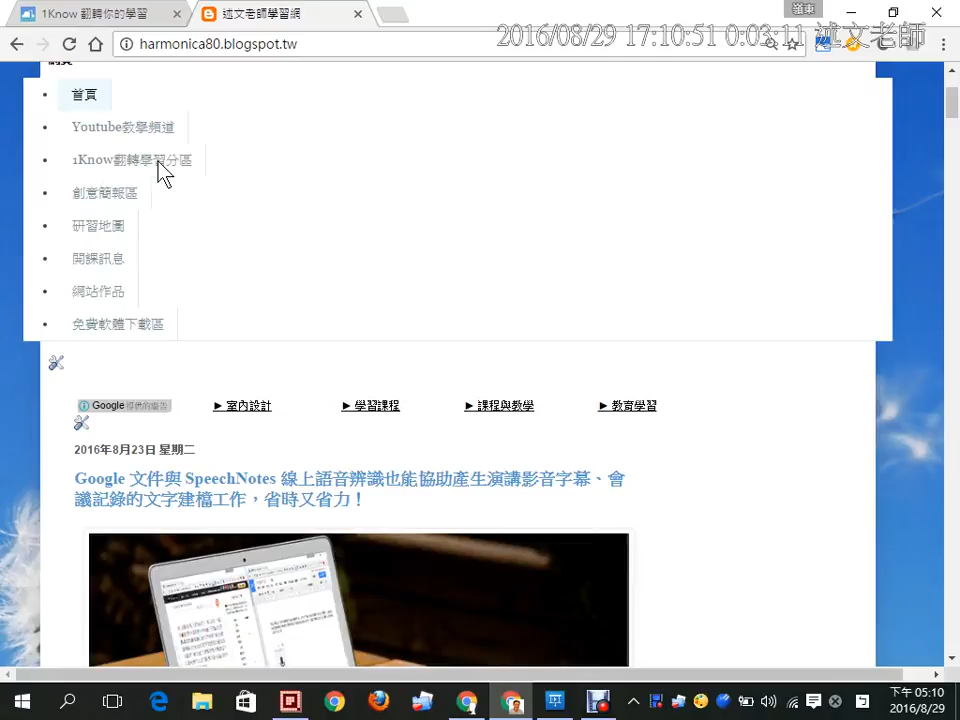 1Know 翻轉你的學習
述文老師學習網
harmonica80.blogspot.tw
2016/08/29 17:10:51 0:03:11 述文老師
首頁
Youtube教學頻道
1Know翻轉學習分區
創意簡報區
研習地圖
開課訊息
網站作品
免費軟體下載區
Google 提供的廣告
► 室內設計
► 學習課程
► 課程與教學
► 教育學習
2016年8月23日 星期二
Google 文件與 SpeechNotes 線上語音辨識也能協助產生演講影音字幕、會
議記錄的文字建檔工作，省時又省力！
下午 05:10
2016/8/29